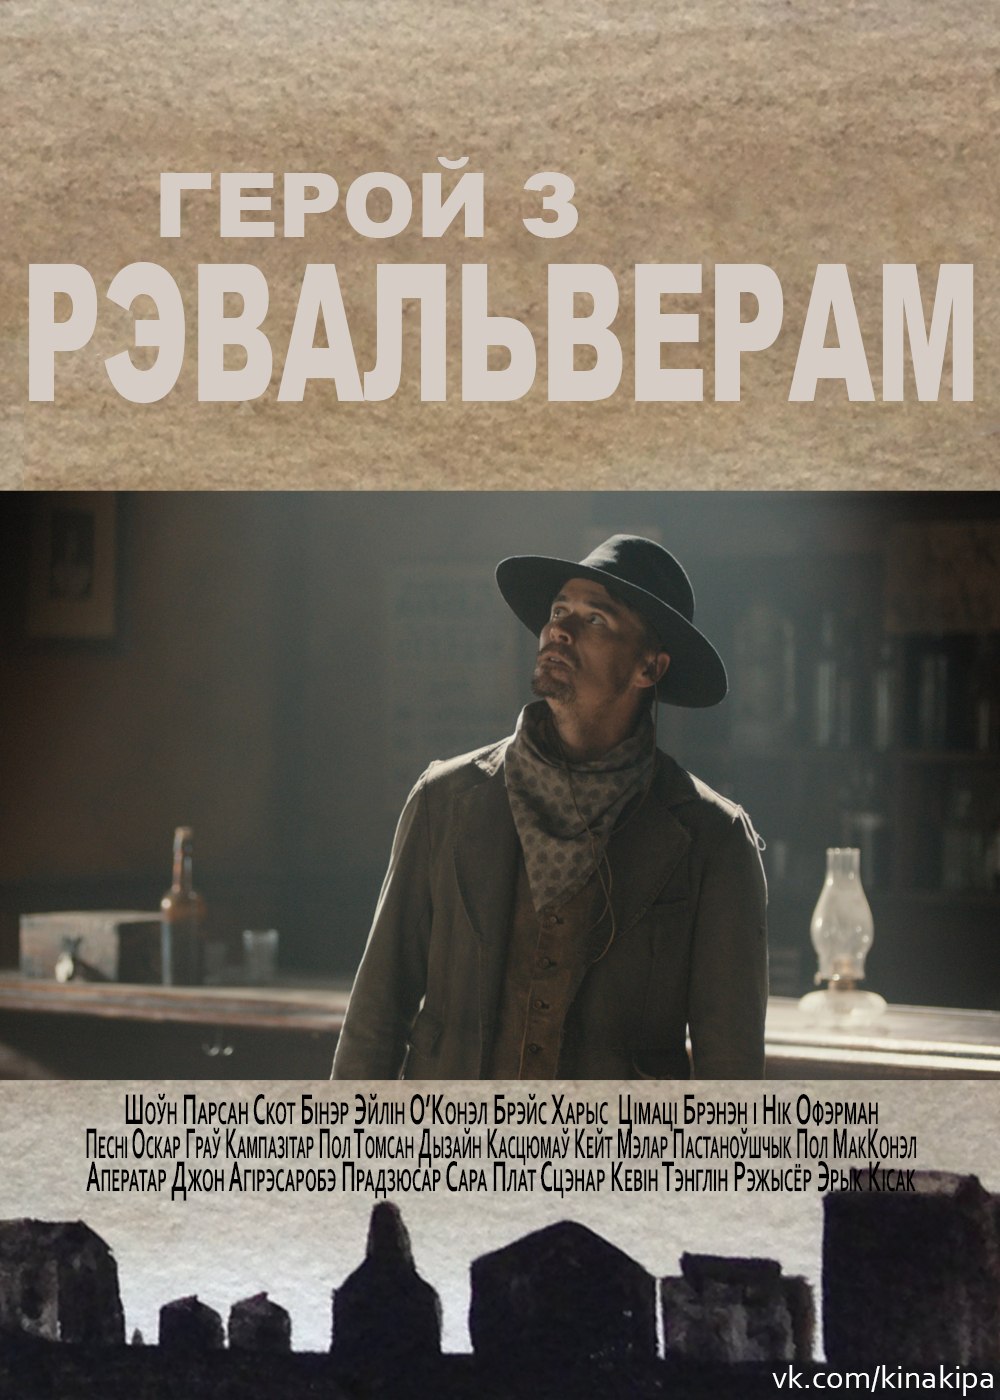 ГЕРОЙ З
РЭВАЛЬВЕРАМ
Шоўн Парсан Скот Бінэр Эйлін О'Конэл Брэйс Харыс Цімаці Брэнэн і Нік Офэрман
Песні Оскар Граў Кампазітар Пол Томсан Дызайн Касцюмаў Кейт Мэлар Пастаноўшчык Пол МакКонэл
Аператар Джон Агірэсаробэ Прадзюсар Сара Плат Сцэнар Кевін Тэнглін Рэжысёр Эрык Кісак
vk.com/kinakipa